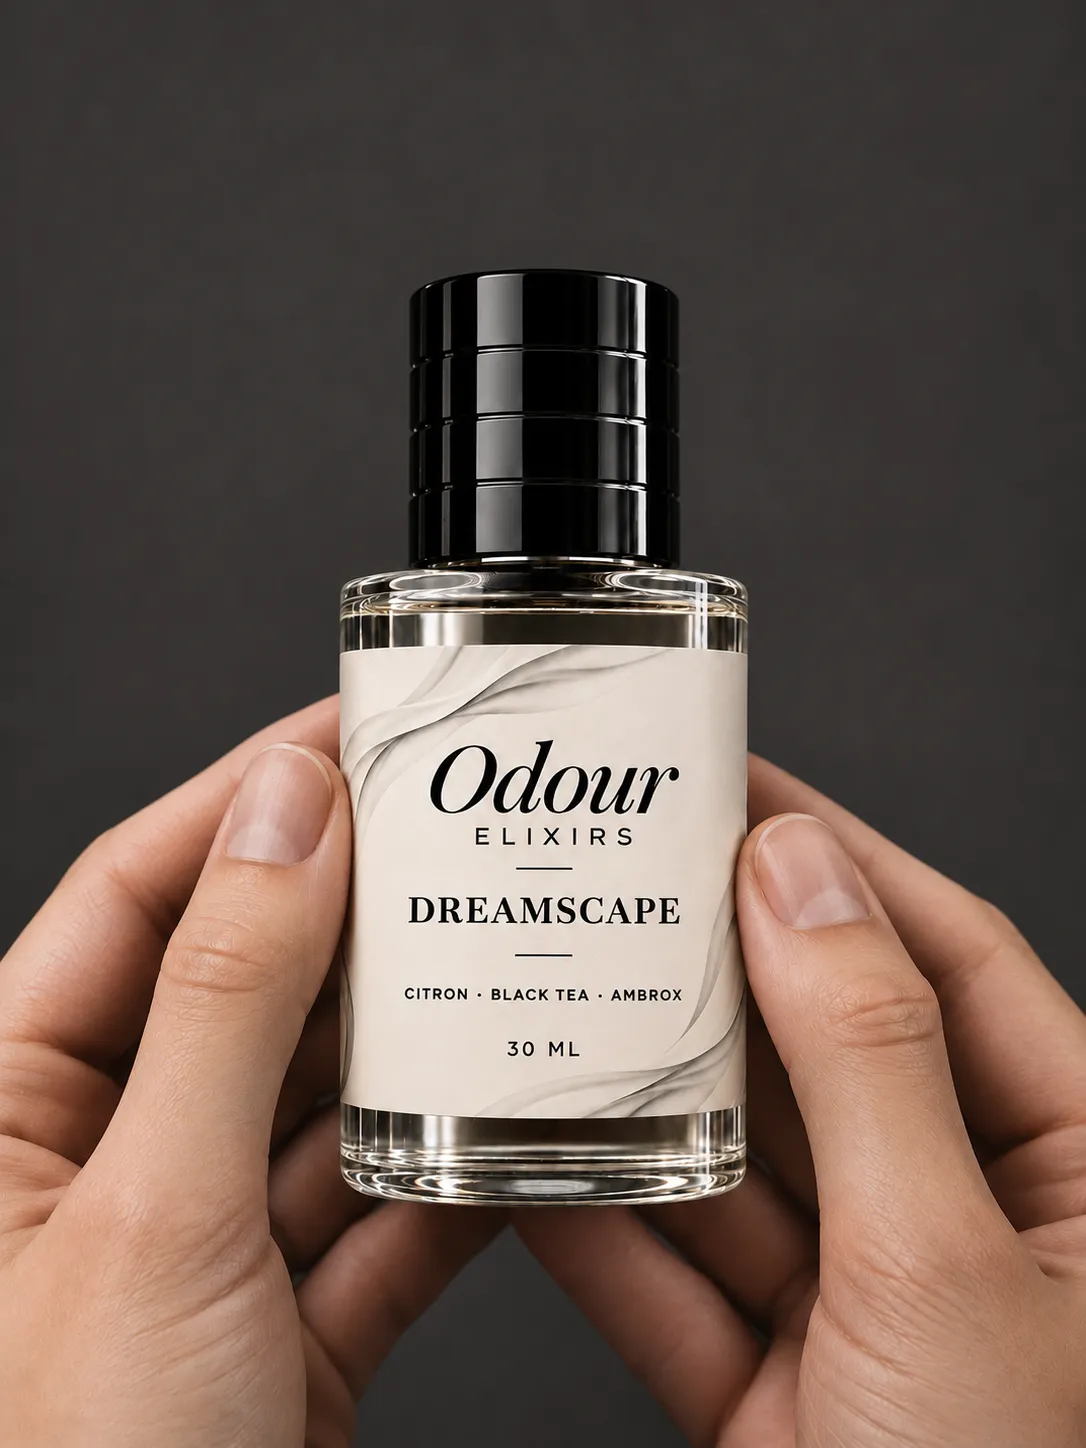 Odour
ELIXIRS
DREAMSCAPE
CITRON · BLACK TEA · AMBROX
30 ML